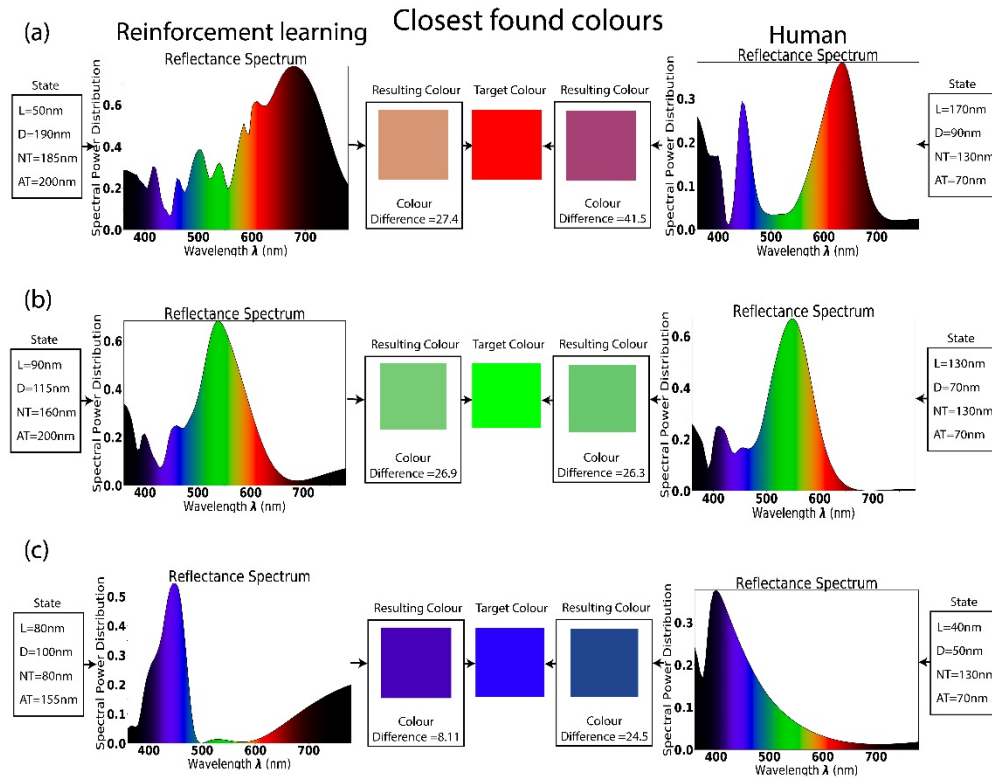 Closest found colours
(a)
Reinforcement learning
Human
State
L=50nm
D=190nm
NT=185nm
AT=200nm
Reflectance Spectrum
Spectral Power Distribution
0.6
0.4
0.2
0.0
400 500 600 700
Wavelength λ (nm)
Resulting Colour
Colour
Difference =27.4
Target Colour
Resulting Colour
Colour
Difference =41.5
Reflectance Spectrum
Spectral Power Distribution
0.3
0.2
0.1
0.0
400 500 600 700
Wavelength λ (nm)
State
L=170nm
D=90nm
NT=130nm
AT=70nm
(b)
State
L=90nm
D=115nm
NT=160nm
AT=200nm
Reflectance Spectrum
Spectral Power Distribution
0.6
0.4
0.2
0.0
400 500 600 700
Wavelength λ (nm)
Resulting Colour
Colour
Difference =26.9
Target Colour
Resulting Colour
Colour
Difference =26.3
Reflectance Spectrum
Spectral Power Distribution
0.6
0.4
0.2
0.0
400 500 600 700
Wavelength λ (nm)
State
L=130nm
D=70nm
NT=130nm
AT=70nm
(c)
State
L=80nm
D=100nm
NT=80nm
AT=155nm
Reflectance Spectrum
Spectral Power Distribution
0.5
0.4
0.3
0.2
0.1
0.0
400 500 600 700
Wavelength λ (nm)
Resulting Colour
Colour
Difference =8.11
Target Colour
Resulting Colour
Colour
Difference =24.5
Reflectance Spectrum
Spectral Power Distribution
0.3
0.2
0.1
0.0
400 500 600 700
Wavelength λ (nm)
State
L=40nm
D=50nm
NT=130nm
AT=70nm